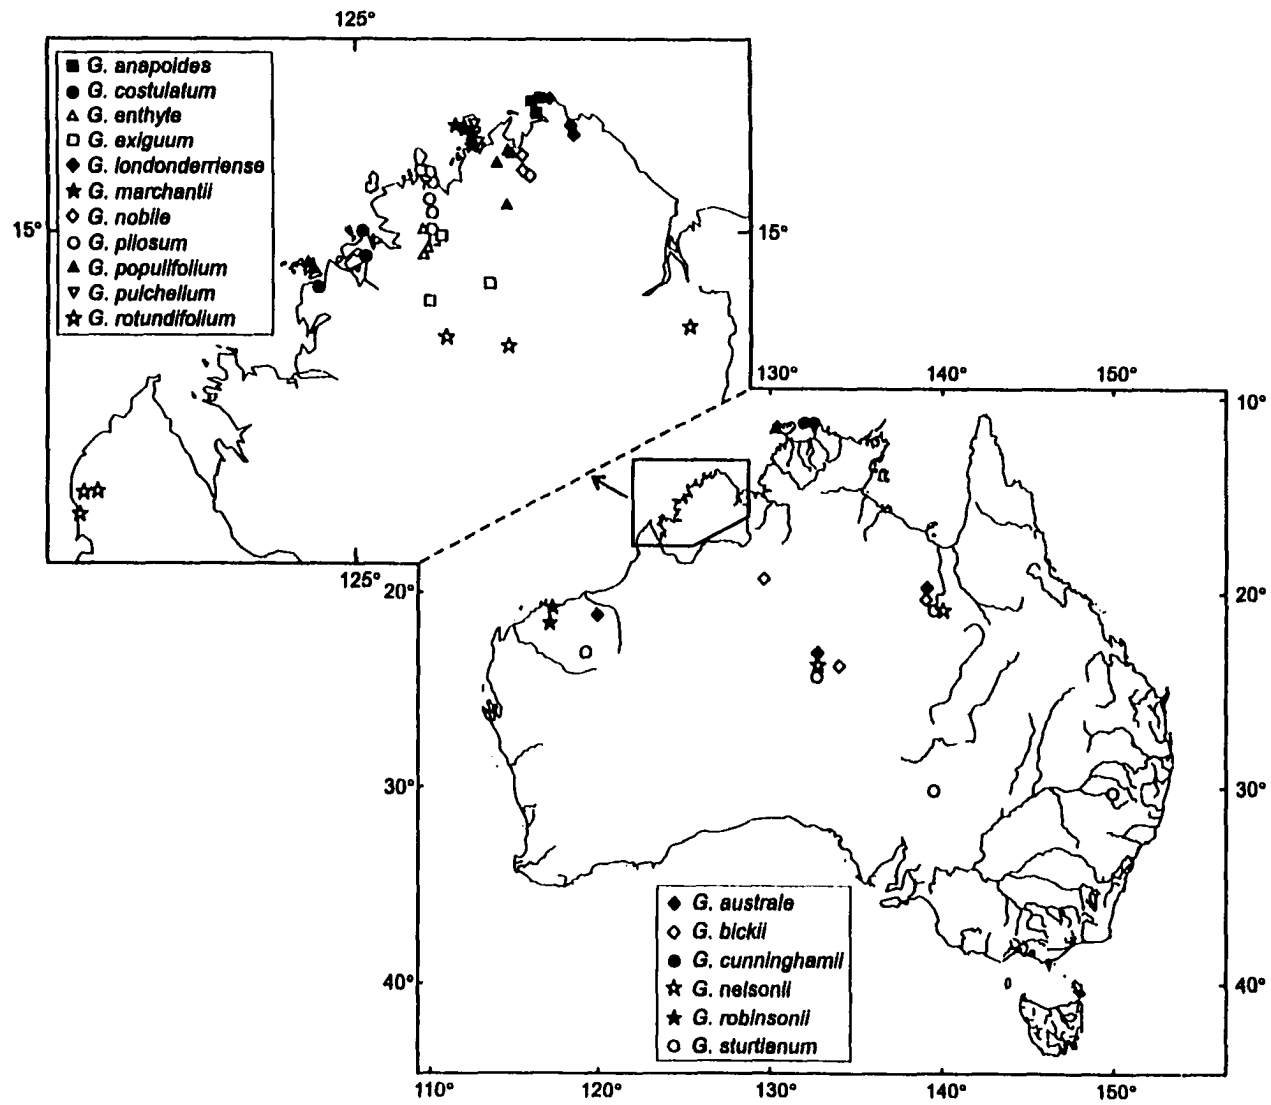 125°
G. anapoides
G. costulatum
G. enthyle
G. exiguum
G. londonderriense
G. marchantii
G. nobile
G. pilosum
G. populifolium
G. pulchellum
G. rotundifolium
15°
15°
125°
130°
140°
150°
10°
20°
20°
30°
30°
40°
40°
G. australe
G. bickii
G. cunninghamii
G. nelsonii
G. robinsonii
G. sturtianum
110°
120°
130°
140°
150°